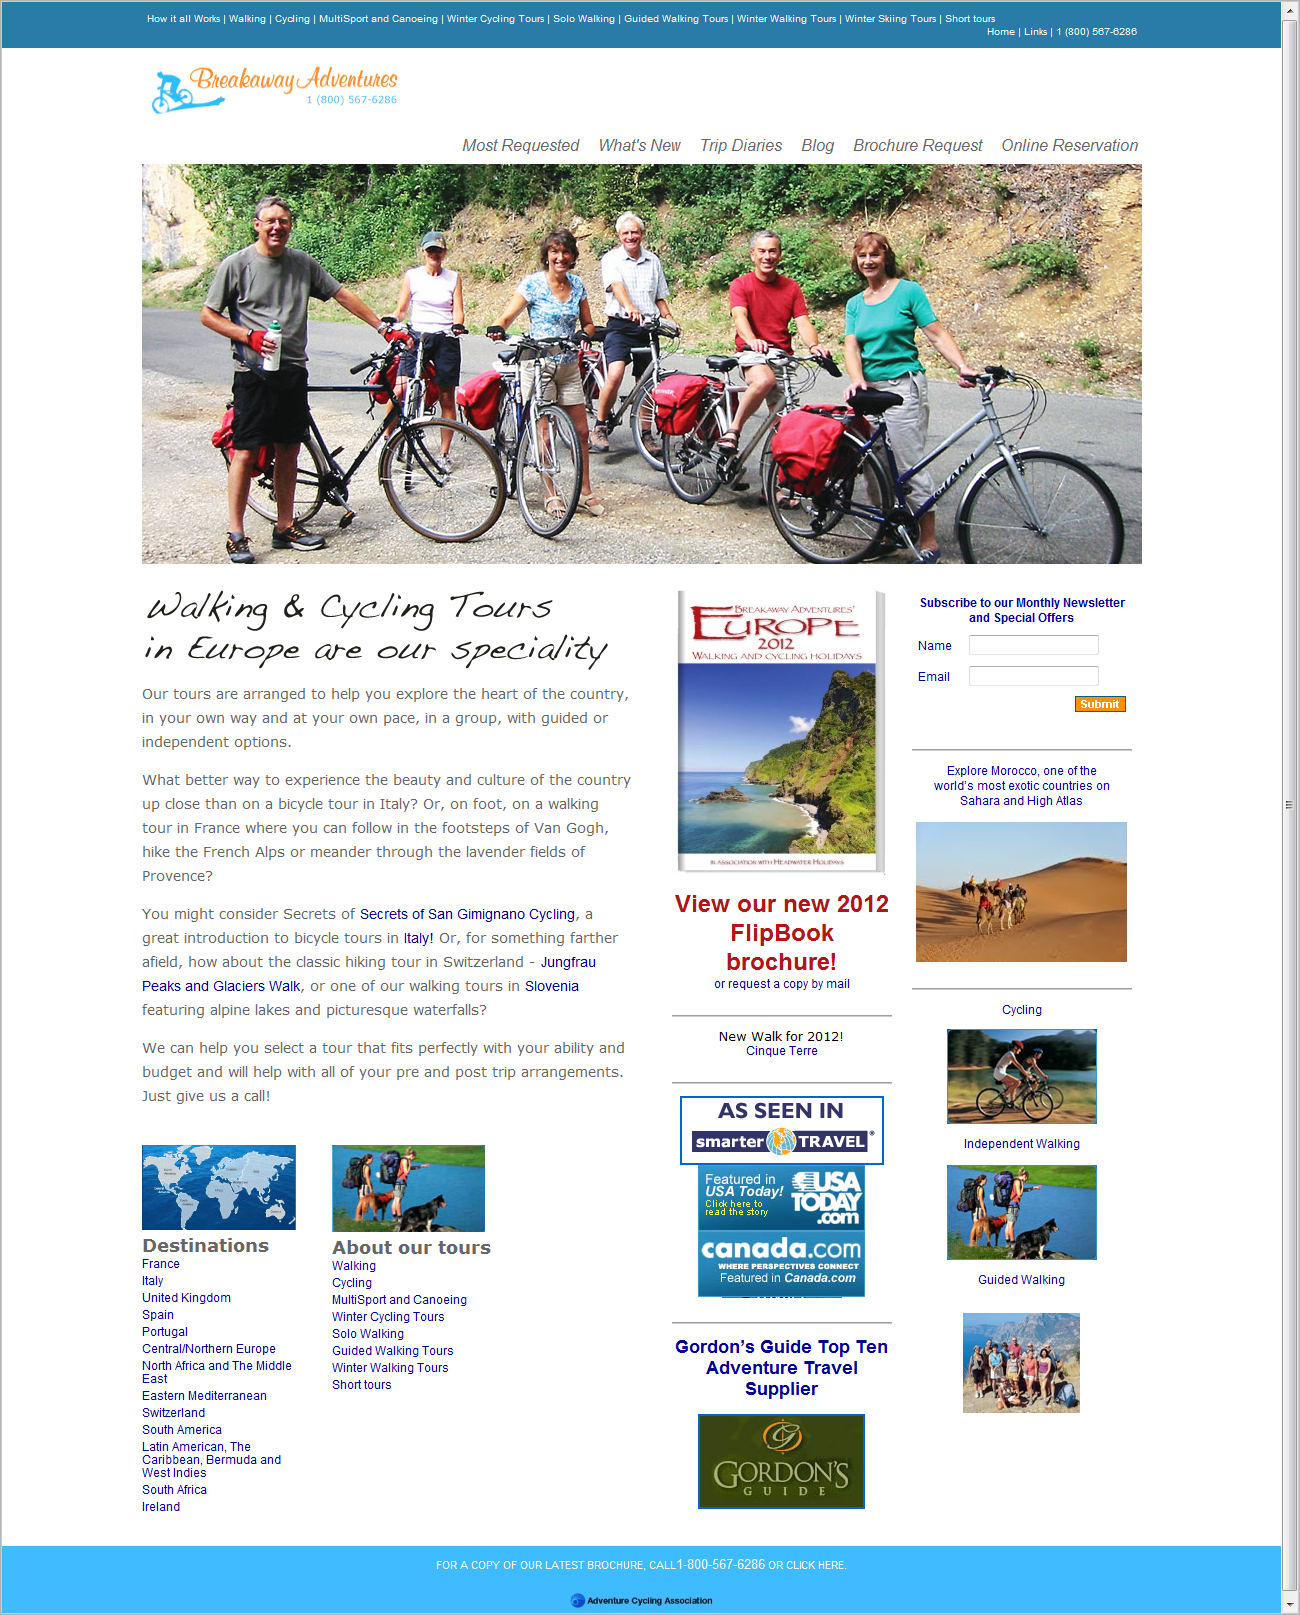 How it all Works | Walking | Cycling | MultiSport and Canoeing | Winter Cycling Tours | Solo Walking | Guided Walking Tours | Winter Walking Tours | Winter Skiing Tours | Short tours
Home | Links | 1 (800) 567-6286
Breakaway Adventures
1 (800) 567-6286
Most Requested What's New Trip Diaries Blog Brochure Request Online Reservation
GIANT
Walking & Cycling Tours
in Europe are our speciality
Our tours are arranged to help you explore the heart of the country,
in your own way and at your own pace, in a group, with guided or
independent options.
What better way to experience the beauty and culture of the country
up close than on a bicycle tour in Italy? Or, on foot, on a walking
tour in France where you can follow in the footsteps of Van Gogh,
hike the French Alps or meander through the lavender fields of
Provence?
You might consider Secrets of Secrets of San Gimignano Cycling, a
great introduction to bicycle tours in Italy! Or, for something farther
afield, how about the classic hiking tour in Switzerland - Jungfrau
Peaks and Glaciers Walk, or one of our walking tours in Slovenia
featuring alpine lakes and picturesque waterfalls?
We can help you select a tour that fits perfectly with your ability and
budget and will help with all of your pre and post trip arrangements.
Just give us a call!
Destinations
France
Italy
United Kingdom
Spain
Portugal
Central/Northern Europe
North Africa and The Middle
East
Eastern Mediterranean
Switzerland
South America
Latin American, The
Caribbean, Bermuda and
West Indies
South Africa
Ireland
About our tours
Walking
Cycling
MultiSport and Canoeing
Winter Cycling Tours
Solo Walking
Guided Walking Tours
Winter Walking Tours
Short tours
BREAKAWAY ADVENTURES'
EUROPE
2012
WALKING AND CYCLING HOLIDAYS
IN ASSOCIATION WITH HEADWATER HOLIDAYS
View our new 2012
FlipBook
brochure!
or request a copy by mail
New Walk for 2012!
Cinque Terre
AS SEEN IN
smarter TRAVEL
Featured in
USA Today!
Click here to
read the story
USA
TODAY
.com
canada.com
WHERE PERSPECTIVES CONNECT
Featured in Canada.com
Gordon's Guide Top Ten
Adventure Travel
Supplier
GORDON'S
GUIDE
Subscribe to our Monthly Newsletter
and Special Offers
Name
Email
Submit
Explore Morocco, one of the
world's most exotic countries on
Sahara and High Atlas
Cycling
Independent Walking
Guided Walking
FOR A COPY OF OUR LATEST BROCHURE, CALL1-800-567-6286 OR CLICK HERE.
Adventure Cycling Association